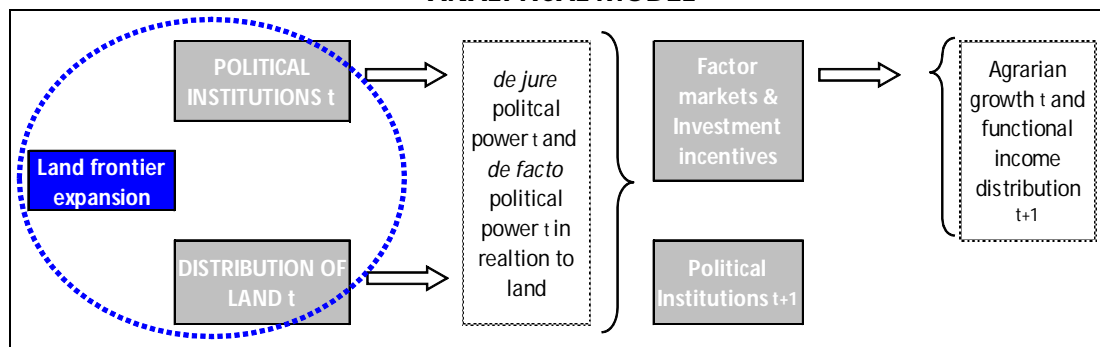 ANALYTICAL MODEL
POLITICAL
INSTITUTIONS t
Land frontier
expansion
DISTRIBUTION OF
LAND t
de jure
politcal
power t and
de facto
political
power t in
realtion to
land
Factor
markets &
Investment
incentives
Political
Institutions t+1
Agrarian
growth t and
functional
income
distribution
t+1